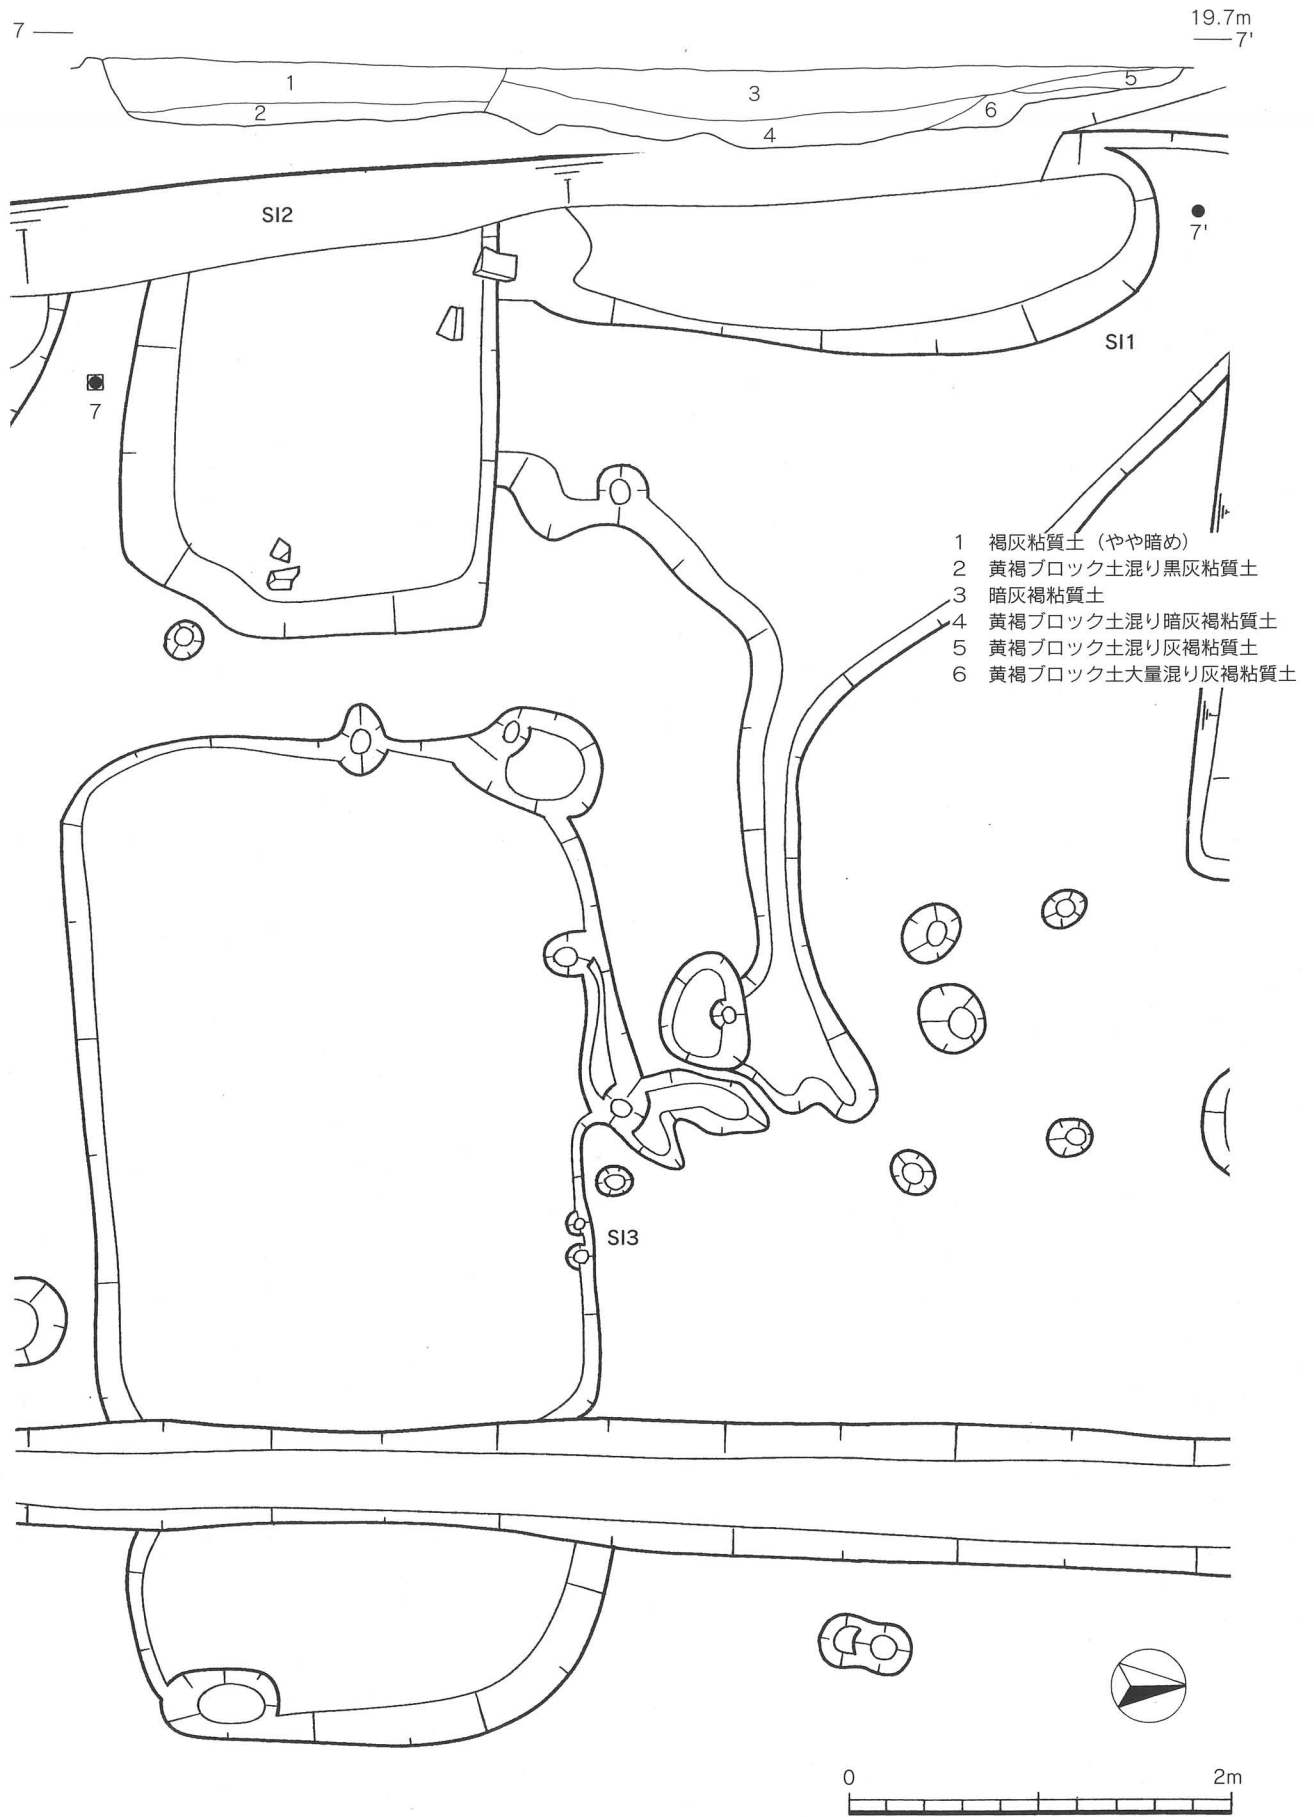 7
19.7m
7'
1
2
3
4
5
6
SI2
7'
SI1
7
1 褐灰粘質土（やや暗め）
2 黄褐ブロック土混り黒灰粘質土
3 暗灰褐粘質土
4 黄褐ブロック土混り暗灰褐粘質土
5 黄褐ブロック土混り灰褐粘質土
6 黄褐ブロック土大量混り灰褐粘質土
SI3
0 2m